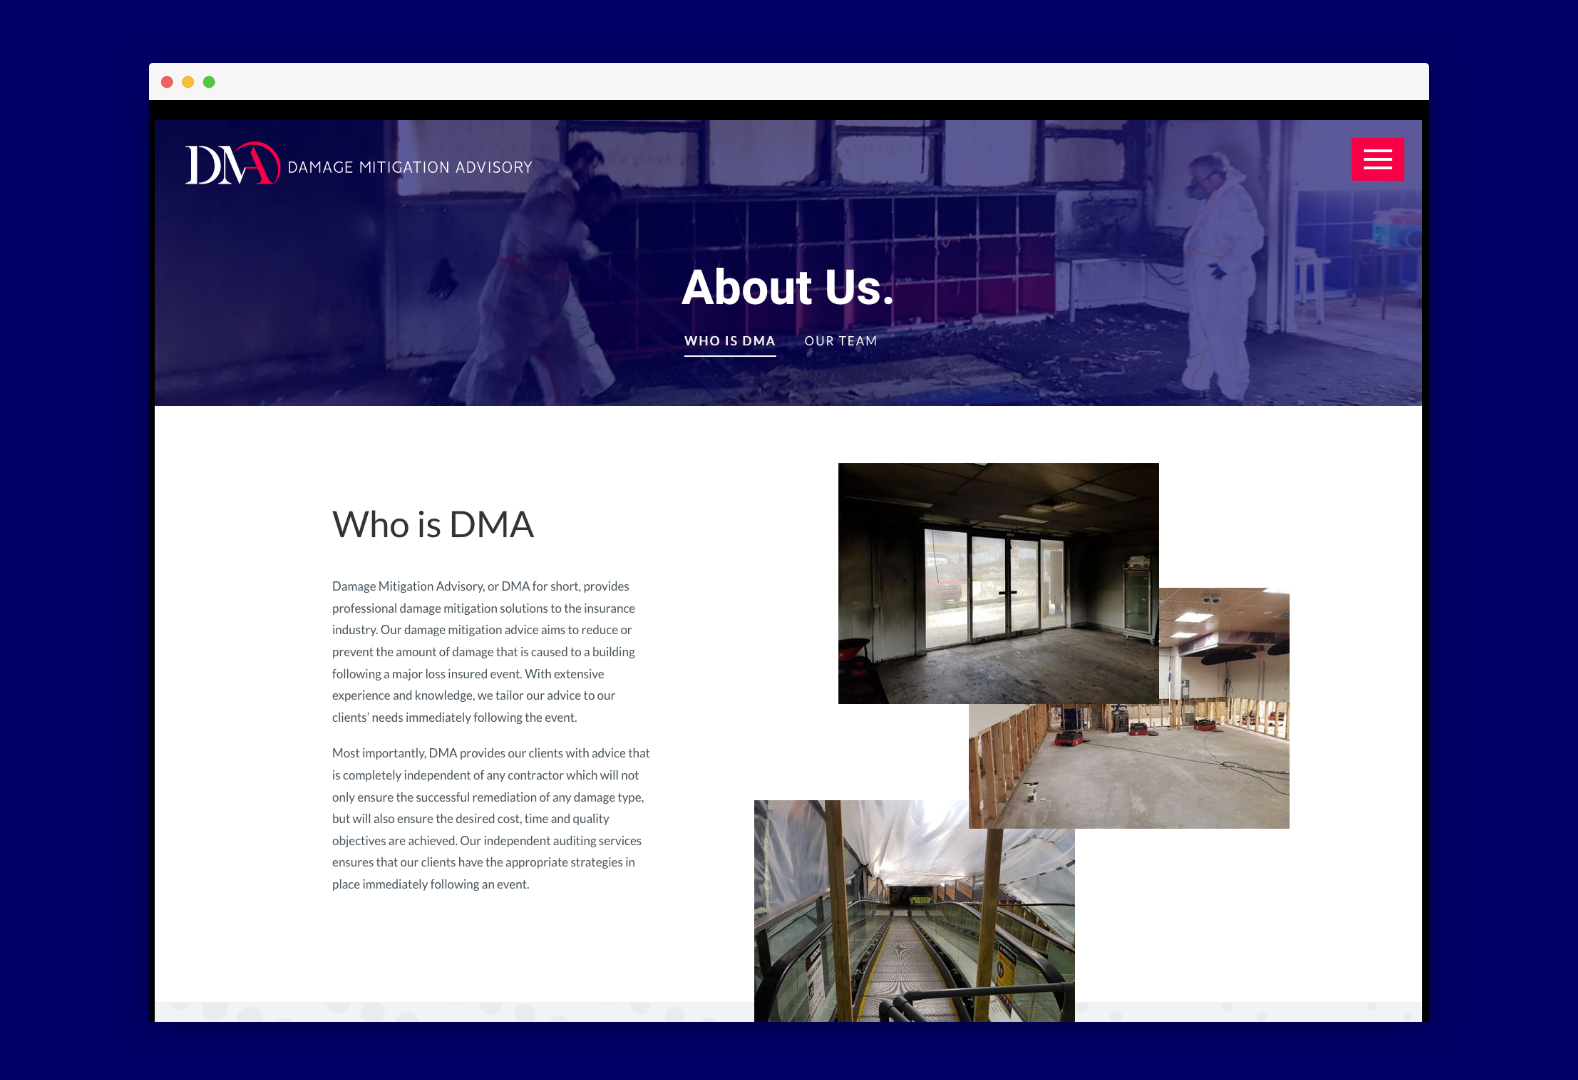 DMA DAMAGE MITIGATION ADVISORY
About Us.
WHO IS DMA OUR TEAM
Who is DMA
Damage Mitigation Advisory, or DMA for short, provides
professional damage mitigation solutions to the insurance
industry. Our damage mitigation advice aims to reduce or
prevent the amount of damage that is caused to a building
following a major loss insured event. With extensive
experience and knowledge, we tailor our advice to our
clients’ needs immediately following the event.
Most importantly, DMA provides our clients with advice that
is completely independent of any contractor which will not
only ensure the successful remediation of any damage type,
but will also ensure the desired cost, time and quality
objectives are achieved. Our independent auditing services
ensures that our clients have the appropriate strategies in
place immediately following an event.